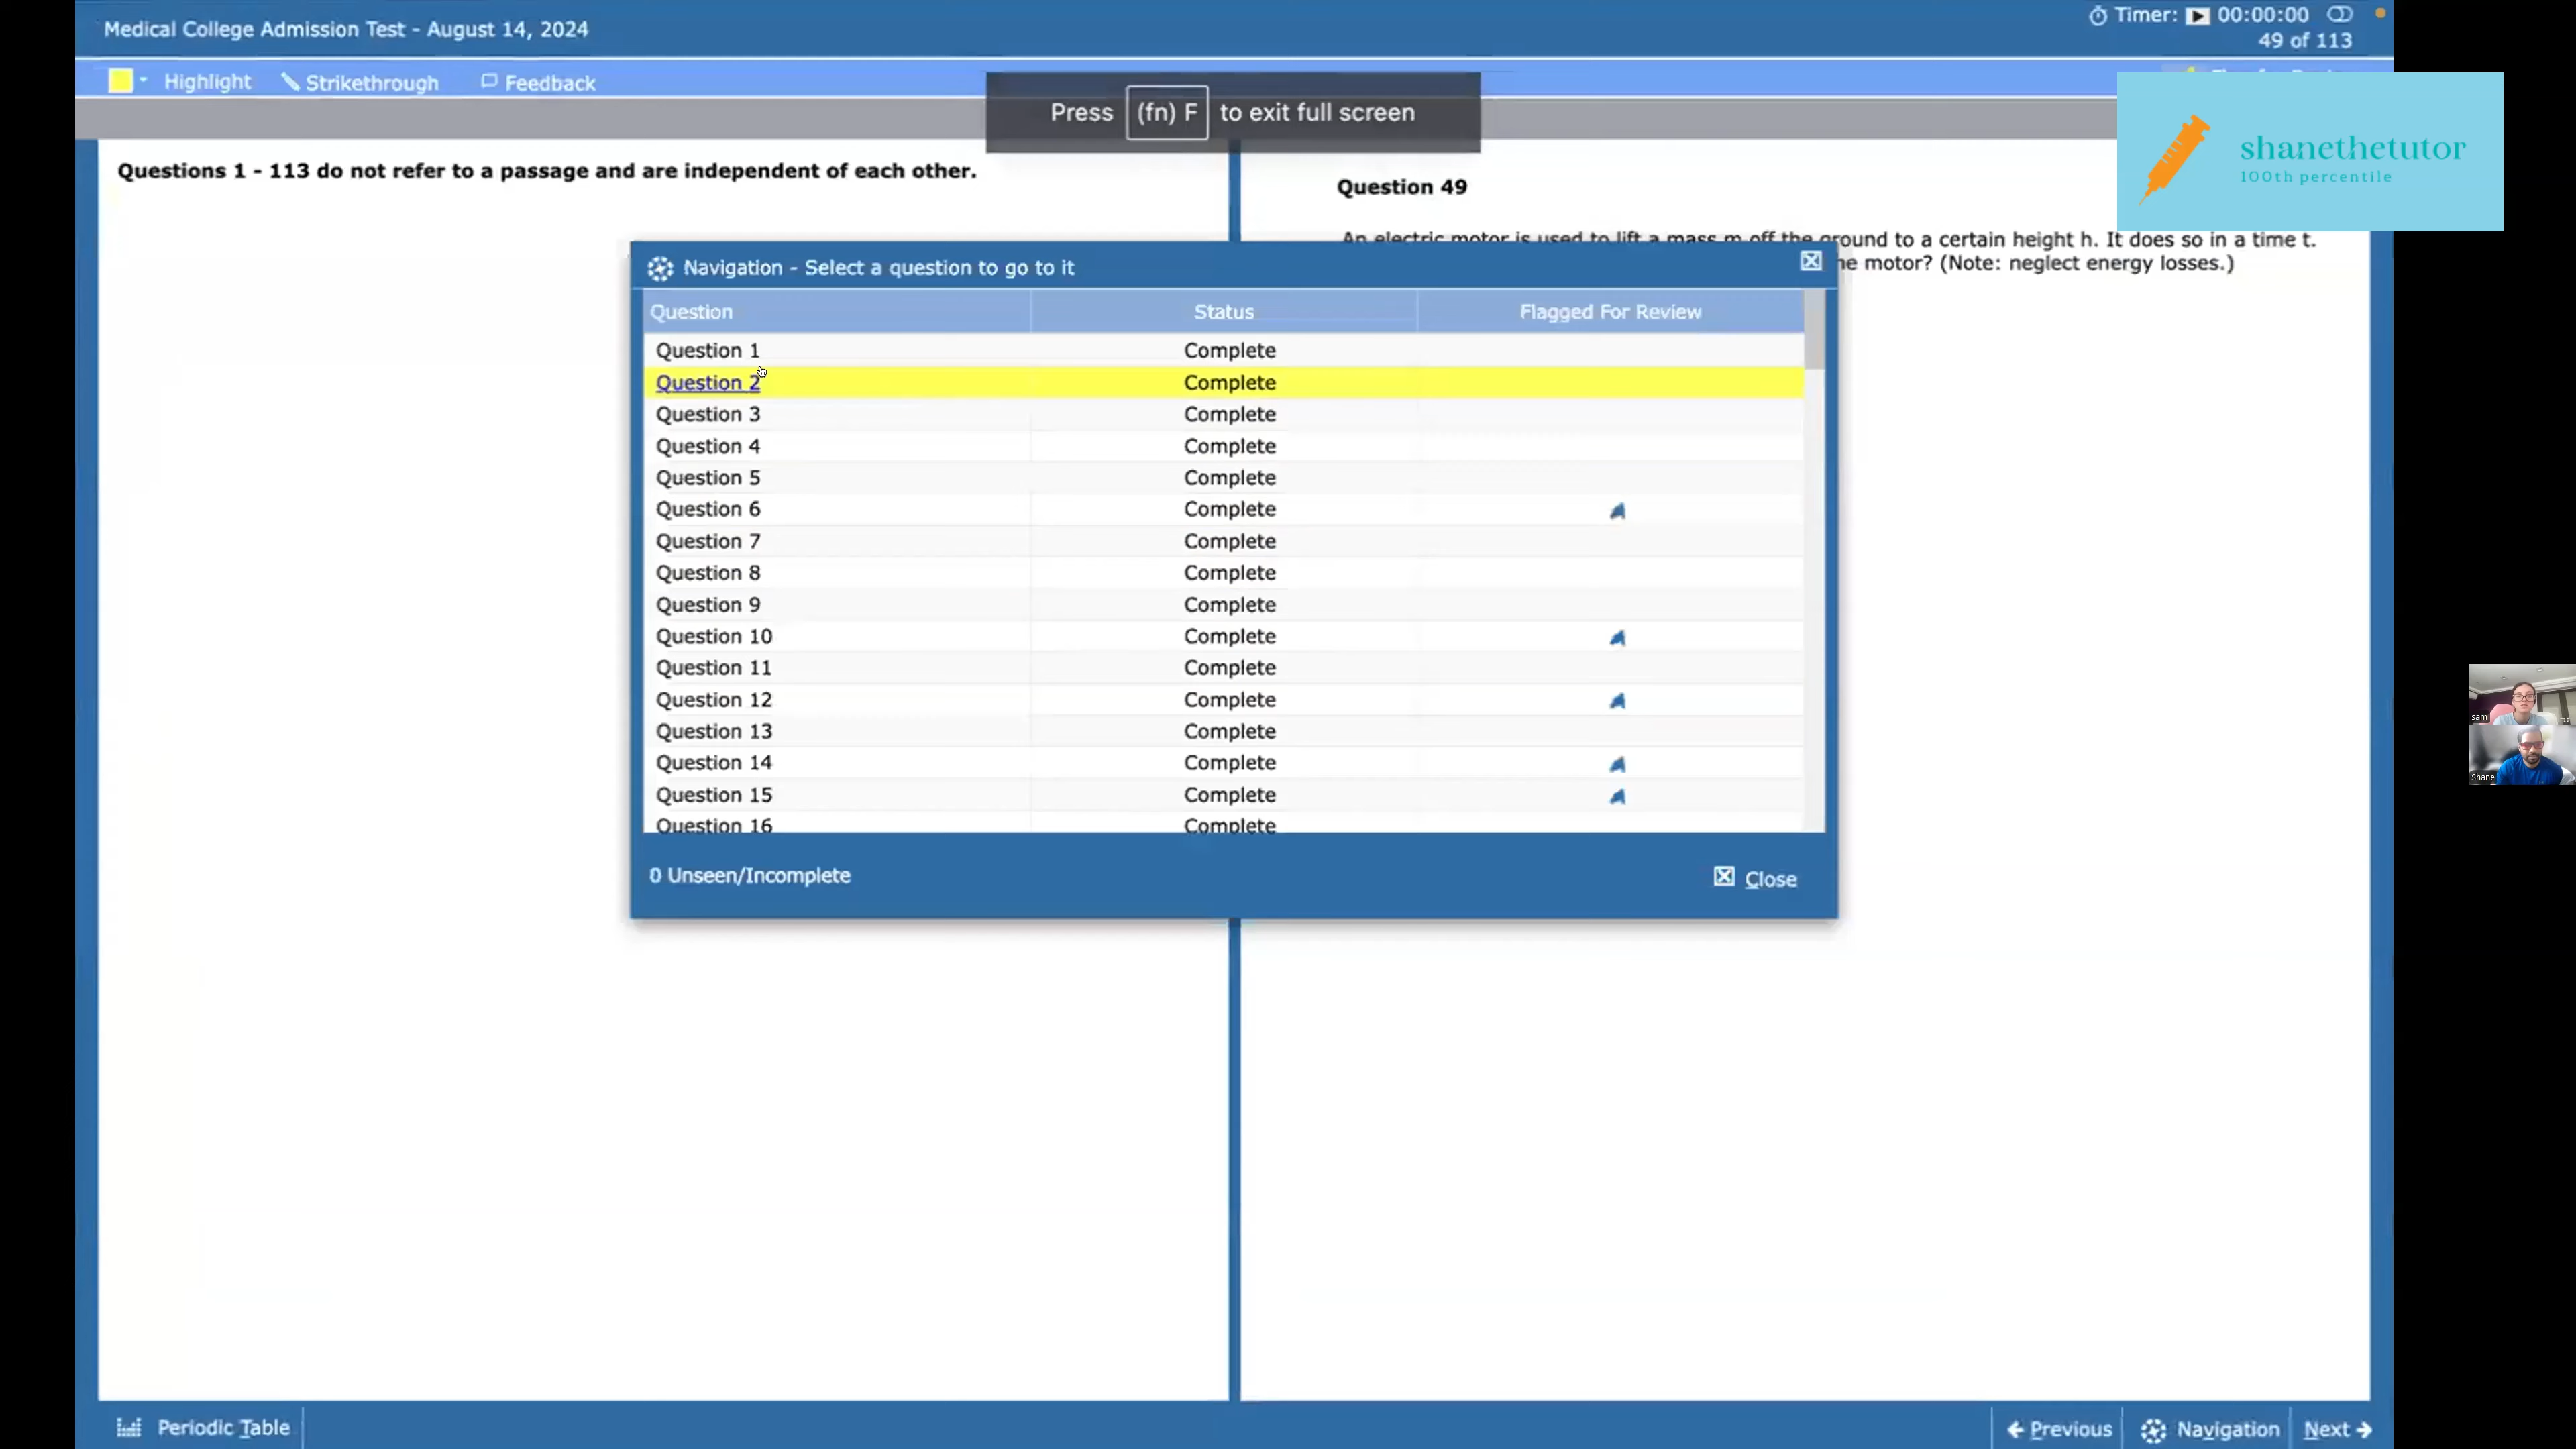 Medical College Admission Test - August 14, 2024
Timer: 00:00:00
49 of 113
Highlight
Strikethrough
Feedback
Press (fn) F to exit full screen
shanethetutor
100th percentile
Questions 1 - 113 do not refer to a passage and are independent of each other.
Question 49
An electric motor is used to lift a mass m off the ground to a certain height h. It does so in a time t.
motor? (Note: neglect energy losses.)
Navigation - Select a question to go to it
Question Status Flagged For Review
Question 1 Complete
Question 2 Complete
Question 3 Complete
Question 4 Complete
Question 5 Complete
Question 6 Complete
Question 7 Complete
Question 8 Complete
Question 9 Complete
Question 10 Complete
Question 11 Complete
Question 12 Complete
Question 13 Complete
Question 14 Complete
Question 15 Complete
Question 16 Complete
0 Unseen/Incomplete
Close
sam
Shane
Periodic Table
Previous
Navigation
Next